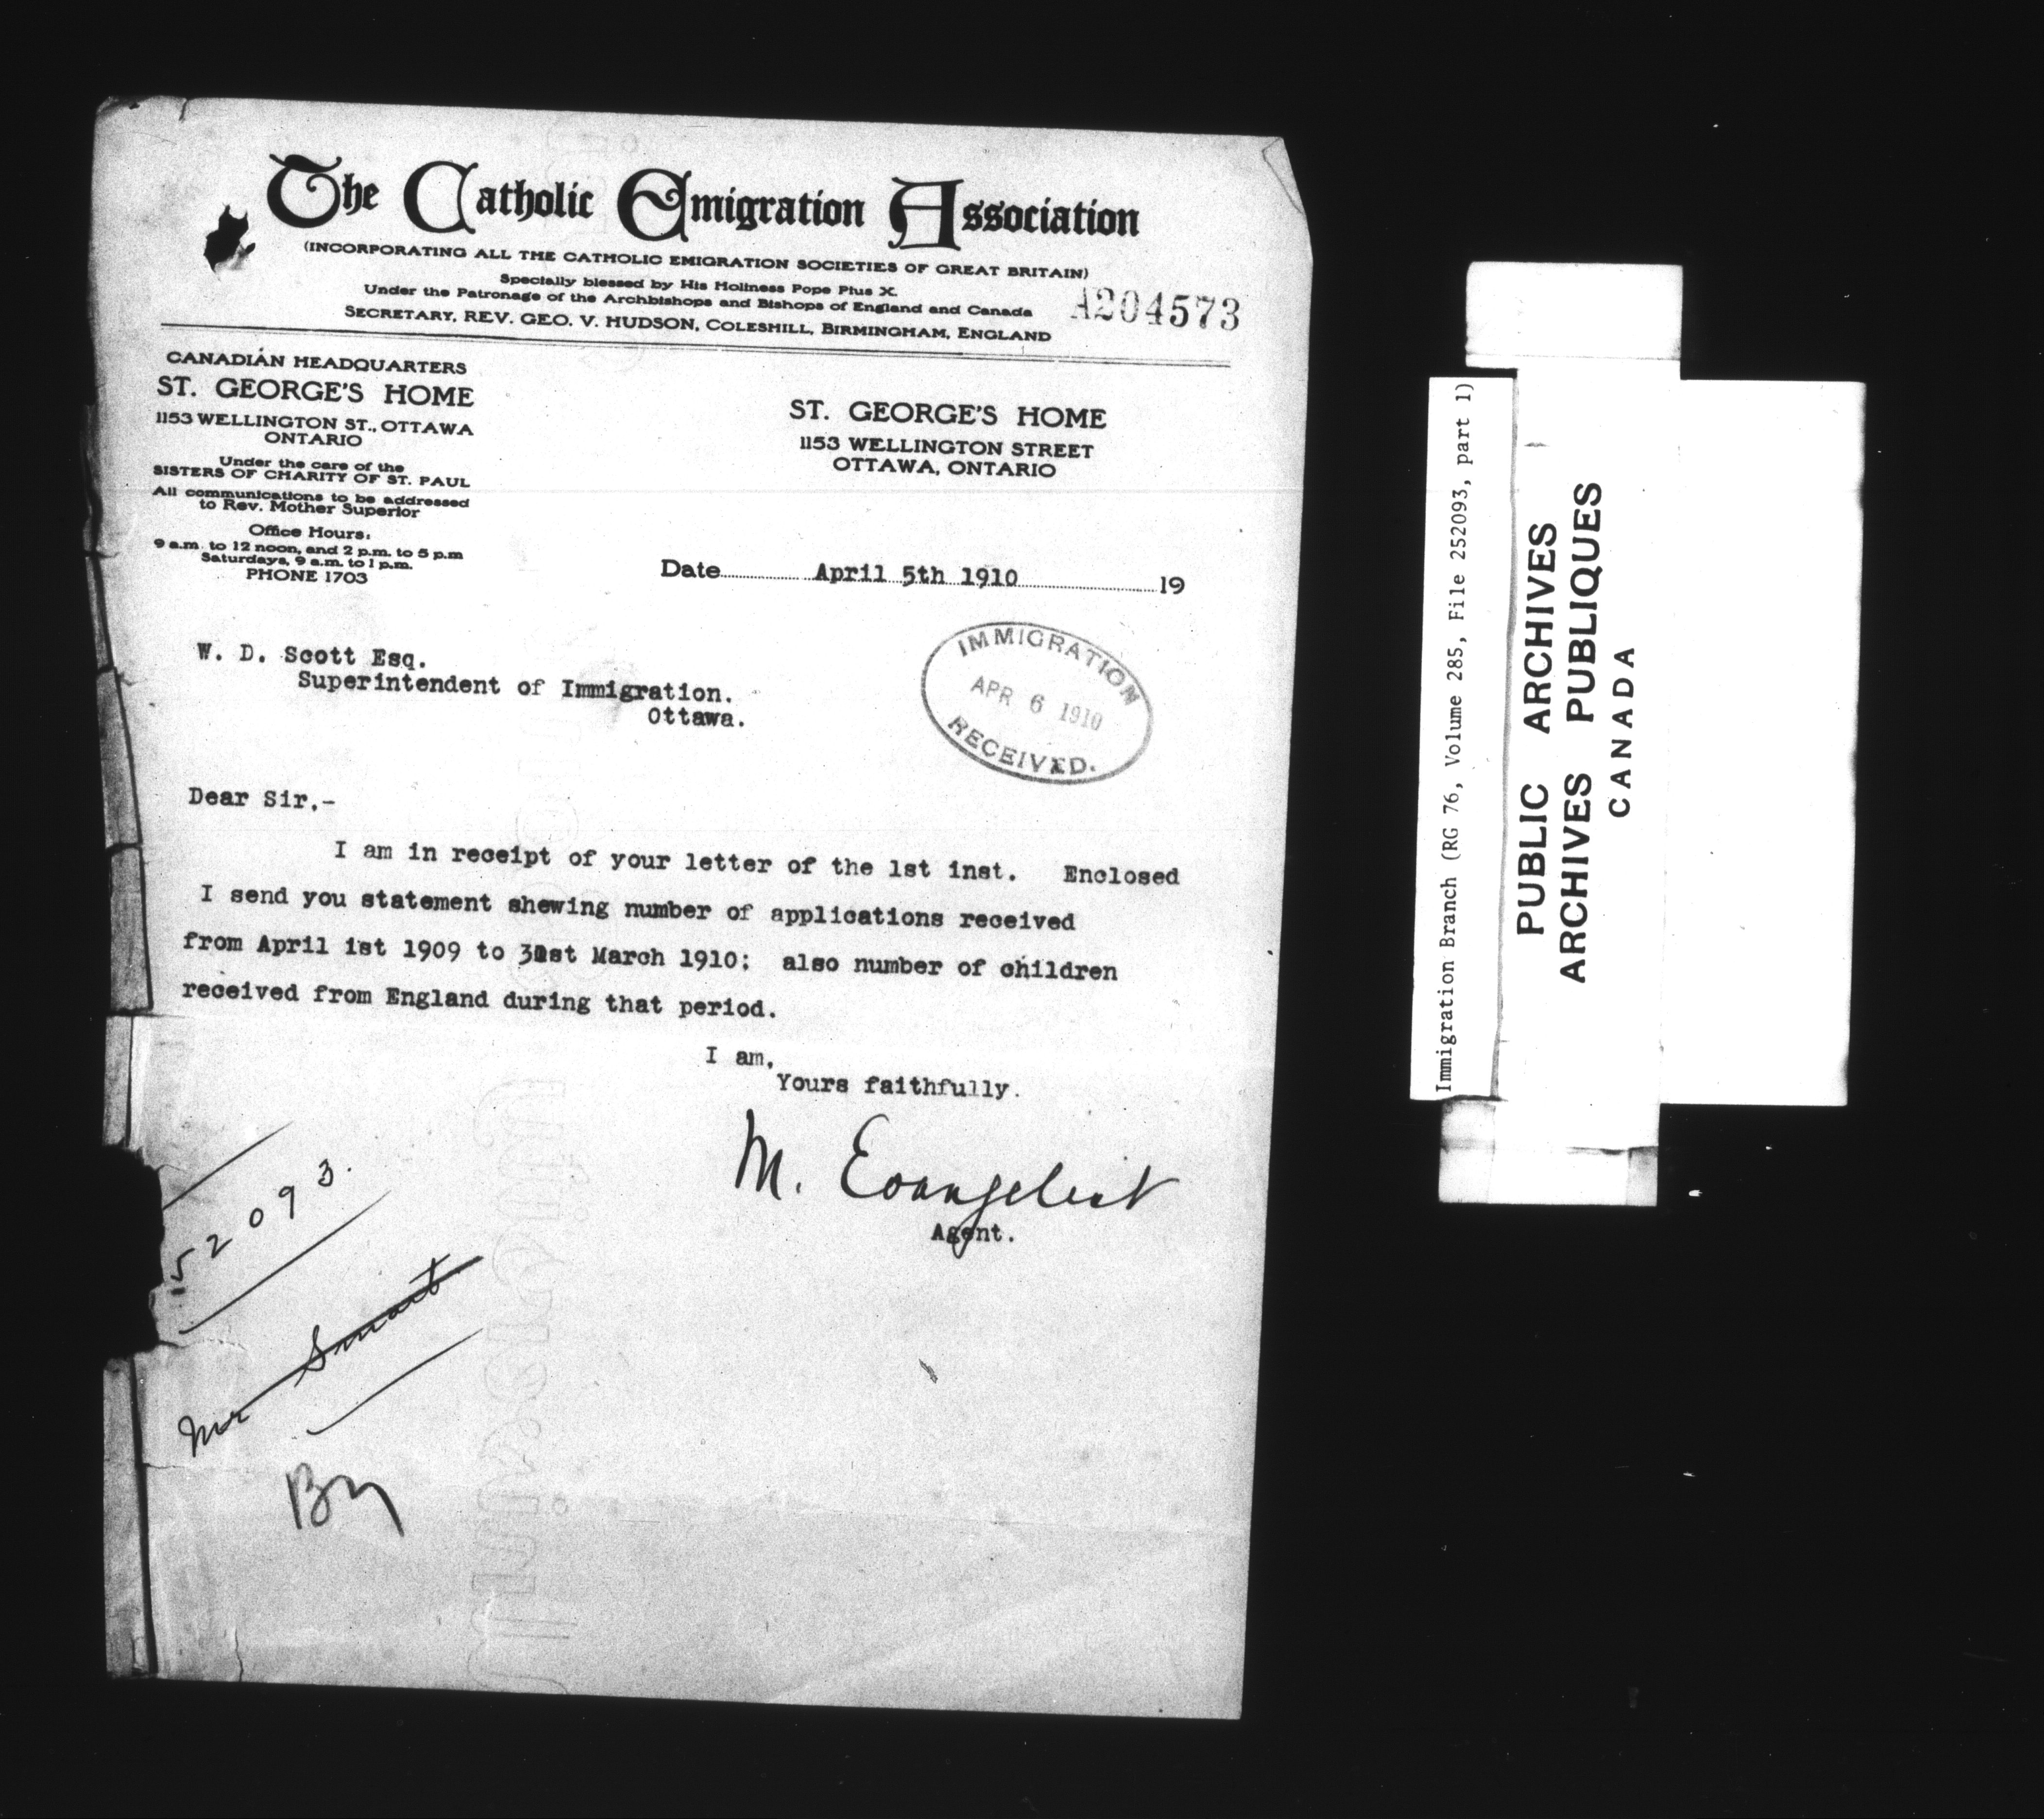 The Catholic Emigration Association
(INCORPORATING ALL THE CATHOLIC EMIGRATION SOCIETIES OF GREAT BRITAIN)
Specially blessed by His Holiness Pope Pius X.
Under the Patronage of the Archbishops and Bishops of England and Canada
SECRETARY, REV. GEO. V. HUDSON, COLESHILL, BIRMINGHAM, ENGLAND
A204573
CANADIAN HEADQUARTERS
ST. GEORGE'S HOME
1153 WELLINGTON ST., OTTAWA
ONTARIO
Under the care of the
SISTERS OF CHARITY OF ST. PAUL
All communications to be addressed
to Rev. Mother Superior
Office Hours:
9 a.m. to 12 noon, and 2 p.m. to 5 p.m
Saturdays, 9 a.m. to 1 p.m.
PHONE 1703
ST. GEORGE'S HOME
1153 WELLINGTON STREET
OTTAWA, ONTARIO
Date April 5th 1910 19
IMMIGRATION
APR 6 1910
RECEIVED.
W. D. Scott Esq.
Superintendent of Immigration.
Ottawa.
Dear Sir,-
I am in receipt of your letter of the 1st inst. Enclosed
I send you statement shewing number of applications received
from April 1st 1909 to 31st March 1910; also number of children
received from England during that period.
I am,
Yours faithfully.
M. Evangelist
Agent.
52093.
Mr Smart
Immigration Branch (RG 76, Volume 285, File 252093, part 1)
PUBLIC ARCHIVES
ARCHIVES PUBLIQUES
CANADA